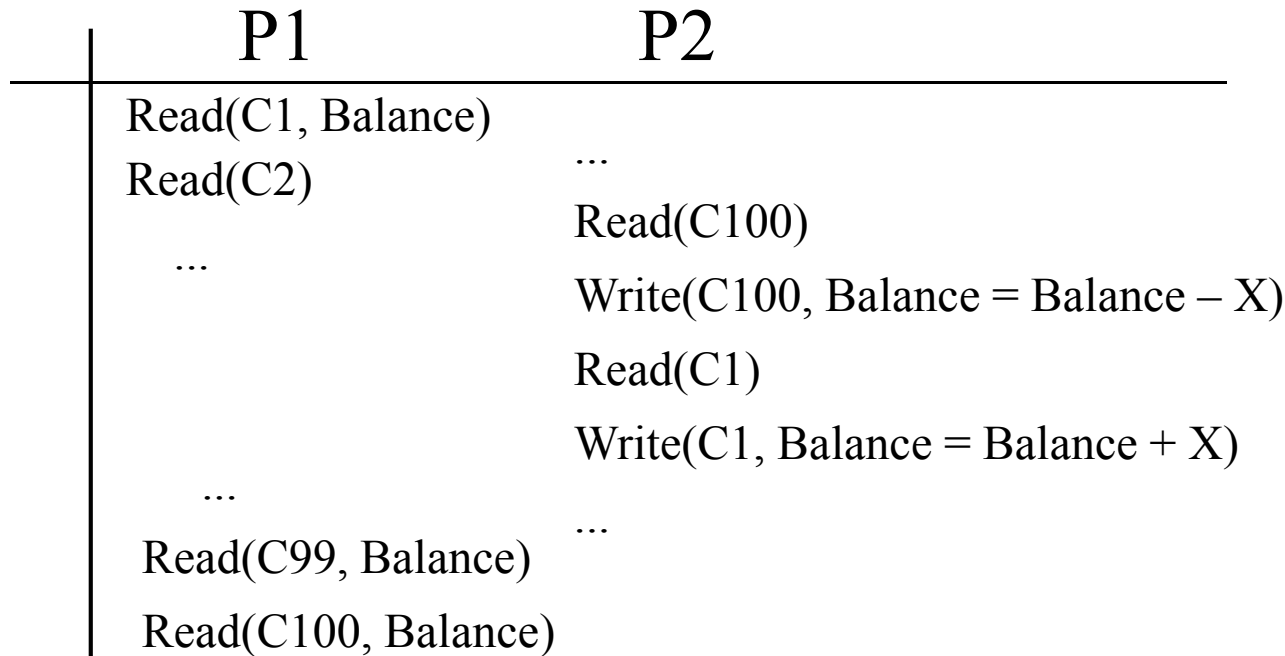 P1 P2
Read(C1, Balance)
...
Read(C2)
Read(C100)
...
Write(C100, Balance = Balance – X)
Read(C1)
Write(C1, Balance = Balance + X)
...
...
Read(C99, Balance)
Read(C100, Balance)